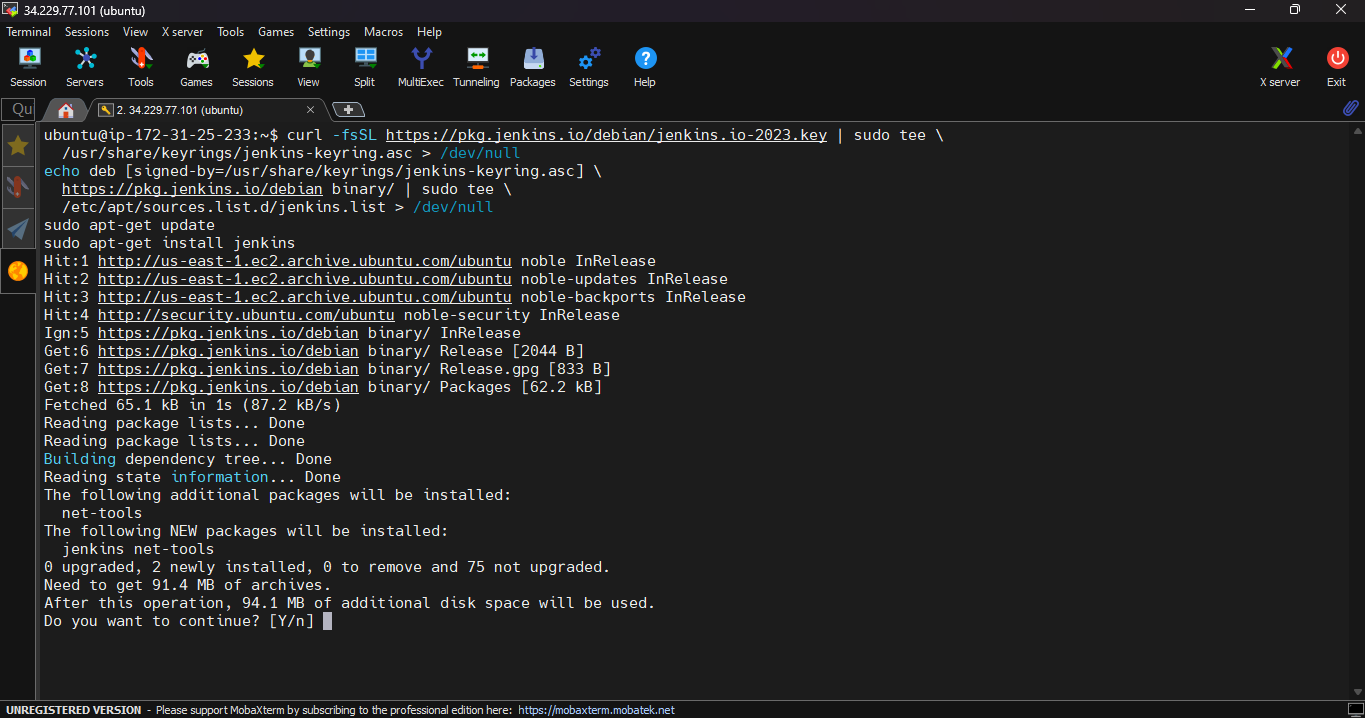 34.229.77.101 (ubuntu)
Terminal Sessions View X server Tools Games Settings Macros Help
Session Servers Tools Games Sessions View Split MultiExec Tunneling Packages Settings Help X server Exit
Qu 2. 34.229.77.101 (ubuntu)
ubuntu@ip-172-31-25-233:~$ curl -fsSL https://pkg.jenkins.io/debian/jenkins.io-2023.key | sudo tee \
  /usr/share/keyrings/jenkins-keyring.asc > /dev/null
echo deb [signed-by=/usr/share/keyrings/jenkins-keyring.asc] \
  https://pkg.jenkins.io/debian binary/ | sudo tee \
  /etc/apt/sources.list.d/jenkins.list > /dev/null
sudo apt-get update
sudo apt-get install jenkins
Hit:1 http://us-east-1.ec2.archive.ubuntu.com/ubuntu noble InRelease
Hit:2 http://us-east-1.ec2.archive.ubuntu.com/ubuntu noble-updates InRelease
Hit:3 http://us-east-1.ec2.archive.ubuntu.com/ubuntu noble-backports InRelease
Hit:4 http://security.ubuntu.com/ubuntu noble-security InRelease
Ign:5 https://pkg.jenkins.io/debian binary/ InRelease
Get:6 https://pkg.jenkins.io/debian binary/ Release [2044 B]
Get:7 https://pkg.jenkins.io/debian binary/ Release.gpg [833 B]
Get:8 https://pkg.jenkins.io/debian binary/ Packages [62.2 kB]
Fetched 65.1 kB in 1s (87.2 kB/s)
Reading package lists... Done
Reading package lists... Done
Building dependency tree... Done
Reading state information... Done
The following additional packages will be installed:
  net-tools
The following NEW packages will be installed:
  jenkins net-tools
0 upgraded, 2 newly installed, 0 to remove and 75 not upgraded.
Need to get 91.4 MB of archives.
After this operation, 94.1 MB of additional disk space will be used.
Do you want to continue? [Y/n]
UNREGISTERED VERSION - Please support MobaXterm by subscribing to the professional edition here: https://mobaxterm.mobatek.net